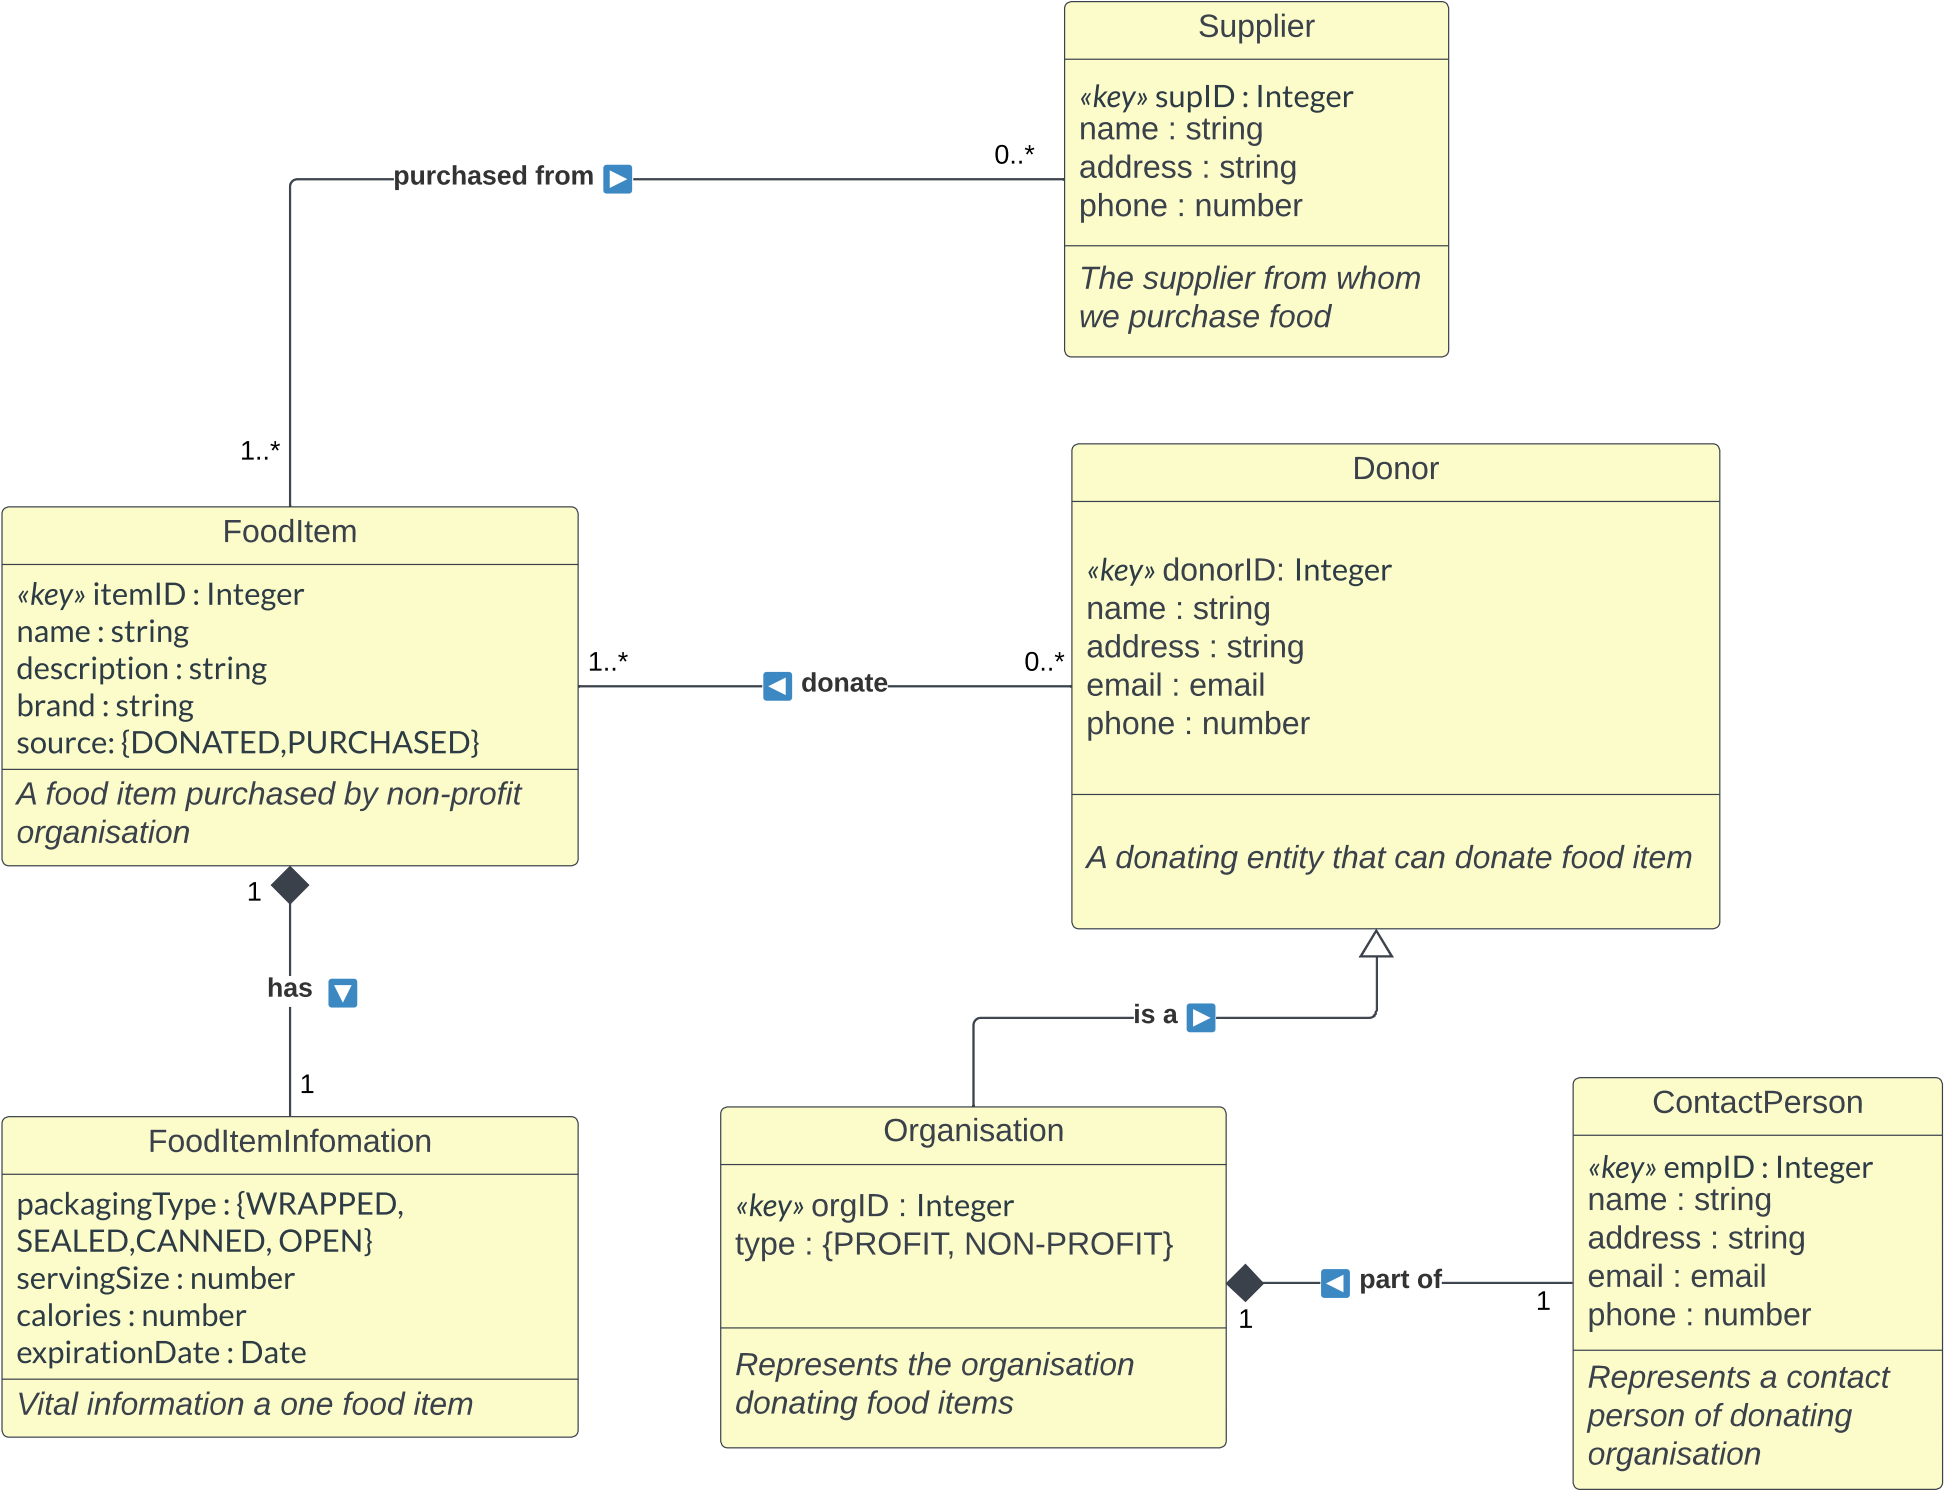 Supplier
«key» supID : Integer
name : string
address : string
phone : number
The supplier from whom
we purchase food
purchased from
0..*
1..*
FoodItem
«key» itemID : Integer
name : string
description : string
brand : string
source: {DONATED,PURCHASED}
A food item purchased by non-profit
organisation
1..*
donate
0..*
Donor
«key» donorID: Integer
name : string
address : string
email : email
phone : number
A donating entity that can donate food item
1
has
1
FoodItemInfomation
packagingType : {WRAPPED,
SEALED,CANNED, OPEN}
servingSize : number
calories : number
expirationDate : Date
Vital information a one food item
is a
Organisation
«key» orgID : Integer
type : {PROFIT, NON-PROFIT}
Represents the organisation
donating food items
1
part of
1
ContactPerson
«key» empID : Integer
name : string
address : string
email : email
phone : number
Represents a contact
person of donating
organisation